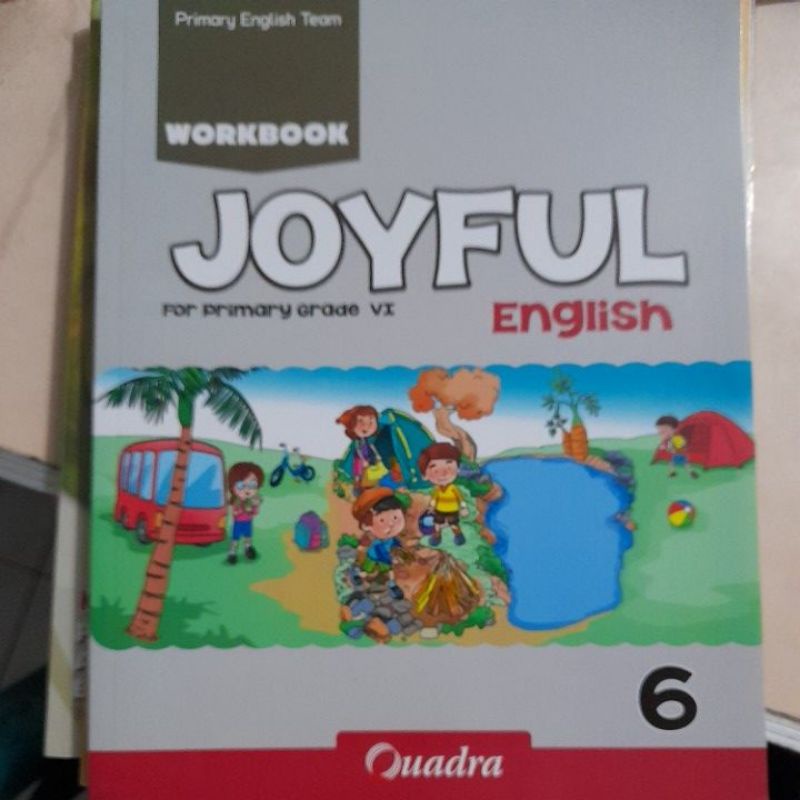 Primary English Team
WORKBOOK
JOYFUL
For Primary Grade VI
English
6
Quadra